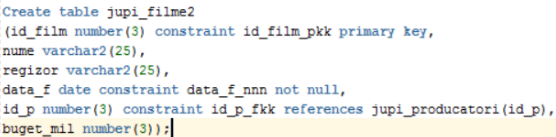 Create table jupi_filme2
(id_film number(3) constraint id_film_pkk primary key,
nume varchar2(25),
regizor varchar2(25),
data_f date constraint data_f_nnn not null,
id_p number(3) constraint id_p_fkk references jupi_producatori(id_p),
buget_mil number(3));